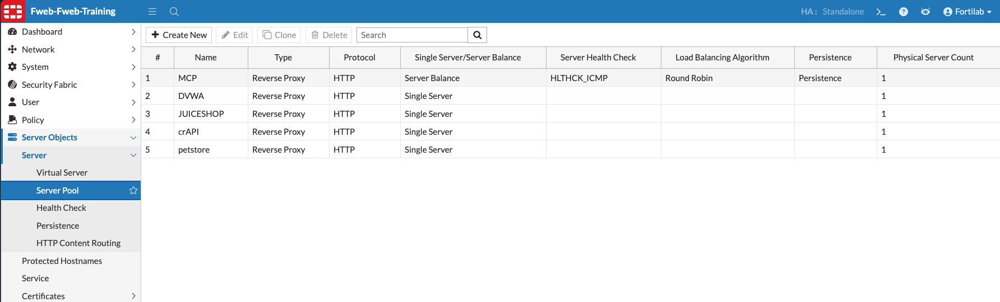 Fweb-Fweb-Training
HA: Standalone
Fortilab
Dashboard
Network
System
Security Fabric
User
Policy
Server Objects
Server
Virtual Server
Server Pool
Health Check
Persistence
HTTP Content Routing
Protected Hostnames
Service
Certificates
Create New Edit Clone Delete Search
# Name Type Protocol Single Server/Server Balance Server Health Check Load Balancing Algorithm Persistence Physical Server Count
1 MCP Reverse Proxy HTTP Server Balance HLTHCK_ICMP Round Robin Persistence 1
2 DVWA Reverse Proxy HTTP Single Server 1
3 JUICESHOP Reverse Proxy HTTP Single Server 1
4 crAPI Reverse Proxy HTTP Single Server 1
5 petstore Reverse Proxy HTTP Single Server 1